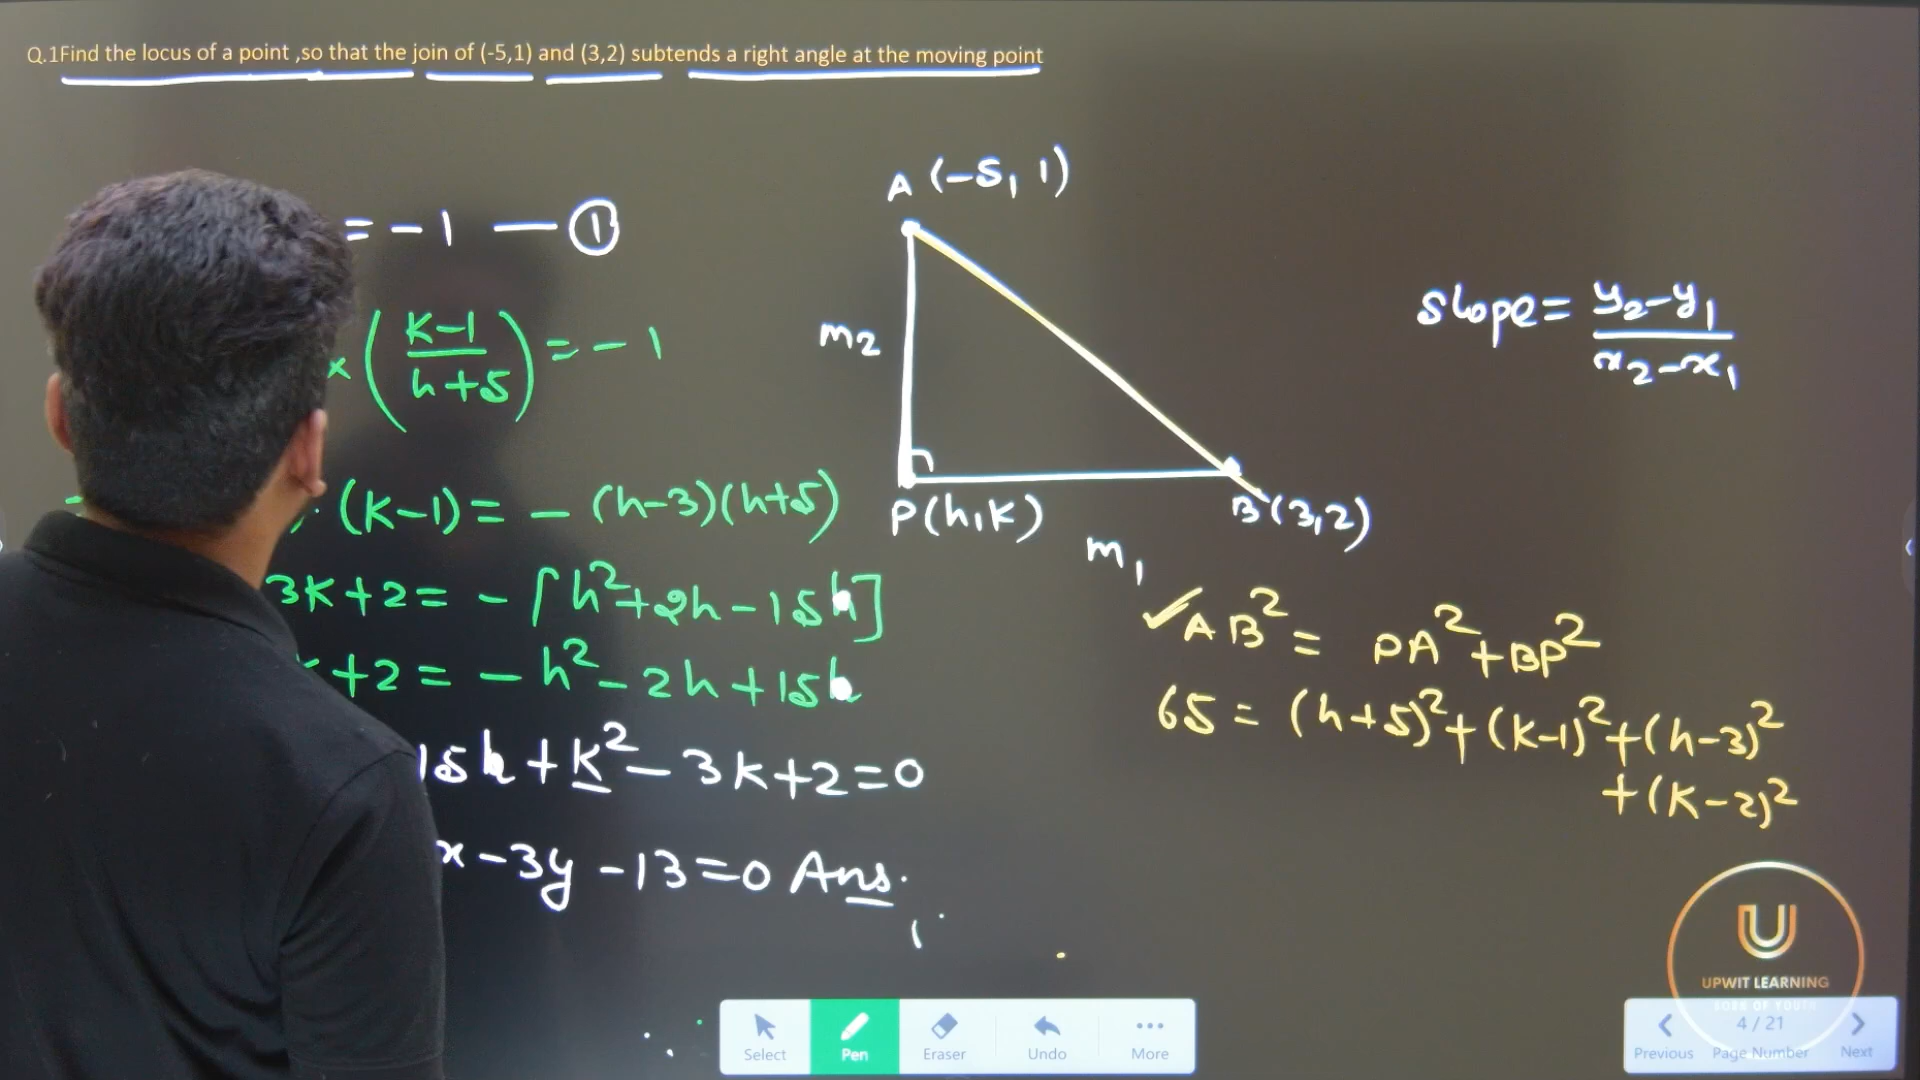 Q.1Find the locus of a point ,so that the join of (-5,1) and (3,2) subtends a right angle at the moving point
= -1 — ①
× (K-1 / h+5) = -1
(K-1) = - (h-3)(h+5)
3K+2 = - [h²+2h-15]
+2 = -h² - 2h + 15
15 + K² - 3K + 2 = 0
x - 3y - 13 = 0 Ans.
A (-5, 1)
m2
P(h, K)
B (3,2)
m1
slope = y2-y1 / x2-x1
✓AB² = PA² + BP²
65 = (h+5)² + (K-1)² + (h-3)²
+ (K-2)²
U
UPWIT LEARNING
Select
Pen
Eraser
Undo
More
4 / 21
Previous
Page Number
Next